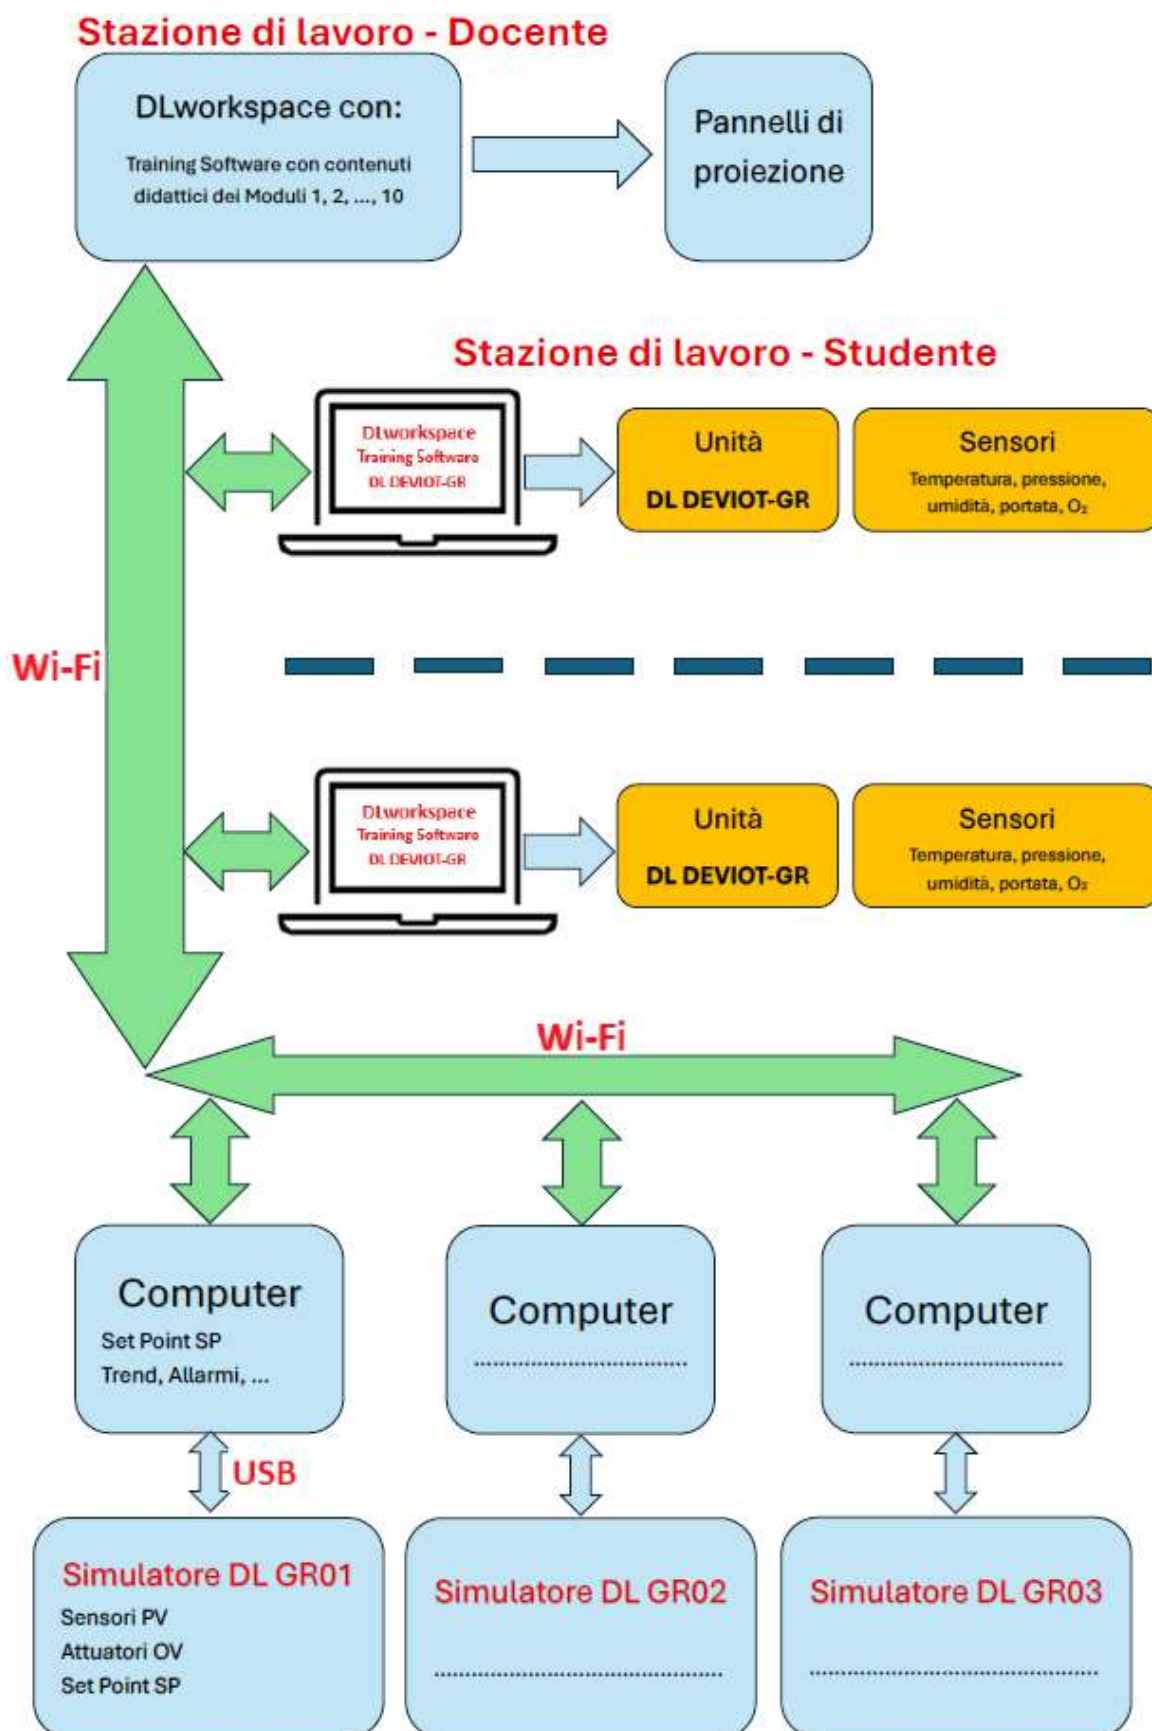 Stazione di lavoro - Docente
DLworkspace con:
Training Software con contenuti
didattici dei Moduli 1, 2, ..., 10
Pannelli di
proiezione
Stazione di lavoro - Studente
DLworkspace
Training Software
DL DEVIOT-GR
Unità
DL DEVIOT-GR
Sensori
Temperatura, pressione,
umidità, portata, O₂
Wi-Fi
DLworkspace
Training Software
DL DEVIOT-GR
Unità
DL DEVIOT-GR
Sensori
Temperatura, pressione,
umidità, portata, O₂
Wi-Fi
Computer
Set Point SP
Trend, Allarmi, ...
Computer
................................
Computer
................................
USB
Simulatore DL GR01
Sensori PV
Attuatori OV
Set Point SP
Simulatore DL GR02
...........................................
Simulatore DL GR03
...........................................